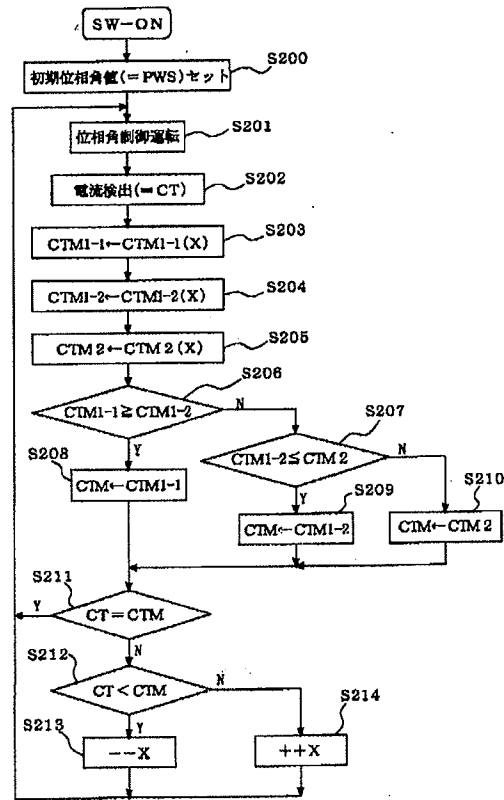 SW-ON
S200
初期位相角値(=PWS)セット
S201
位相角制御運転
S202
電流検出(=CT)
S203
CTM1-1←CTM1-1(X)
S204
CTM1-2←CTM1-2(X)
S205
CTM2←CTM2(X)
S206
CTM1-1≧CTM1-2
N
Y
S207
CTM1-2≦CTM2
N
Y
S208
CTM←CTM1-1
S209
CTM←CTM1-2
S210
CTM←CTM2
S211
CT=CTM
Y
N
S212
CT<CTM
N
Y
S213
--X
S214
++X